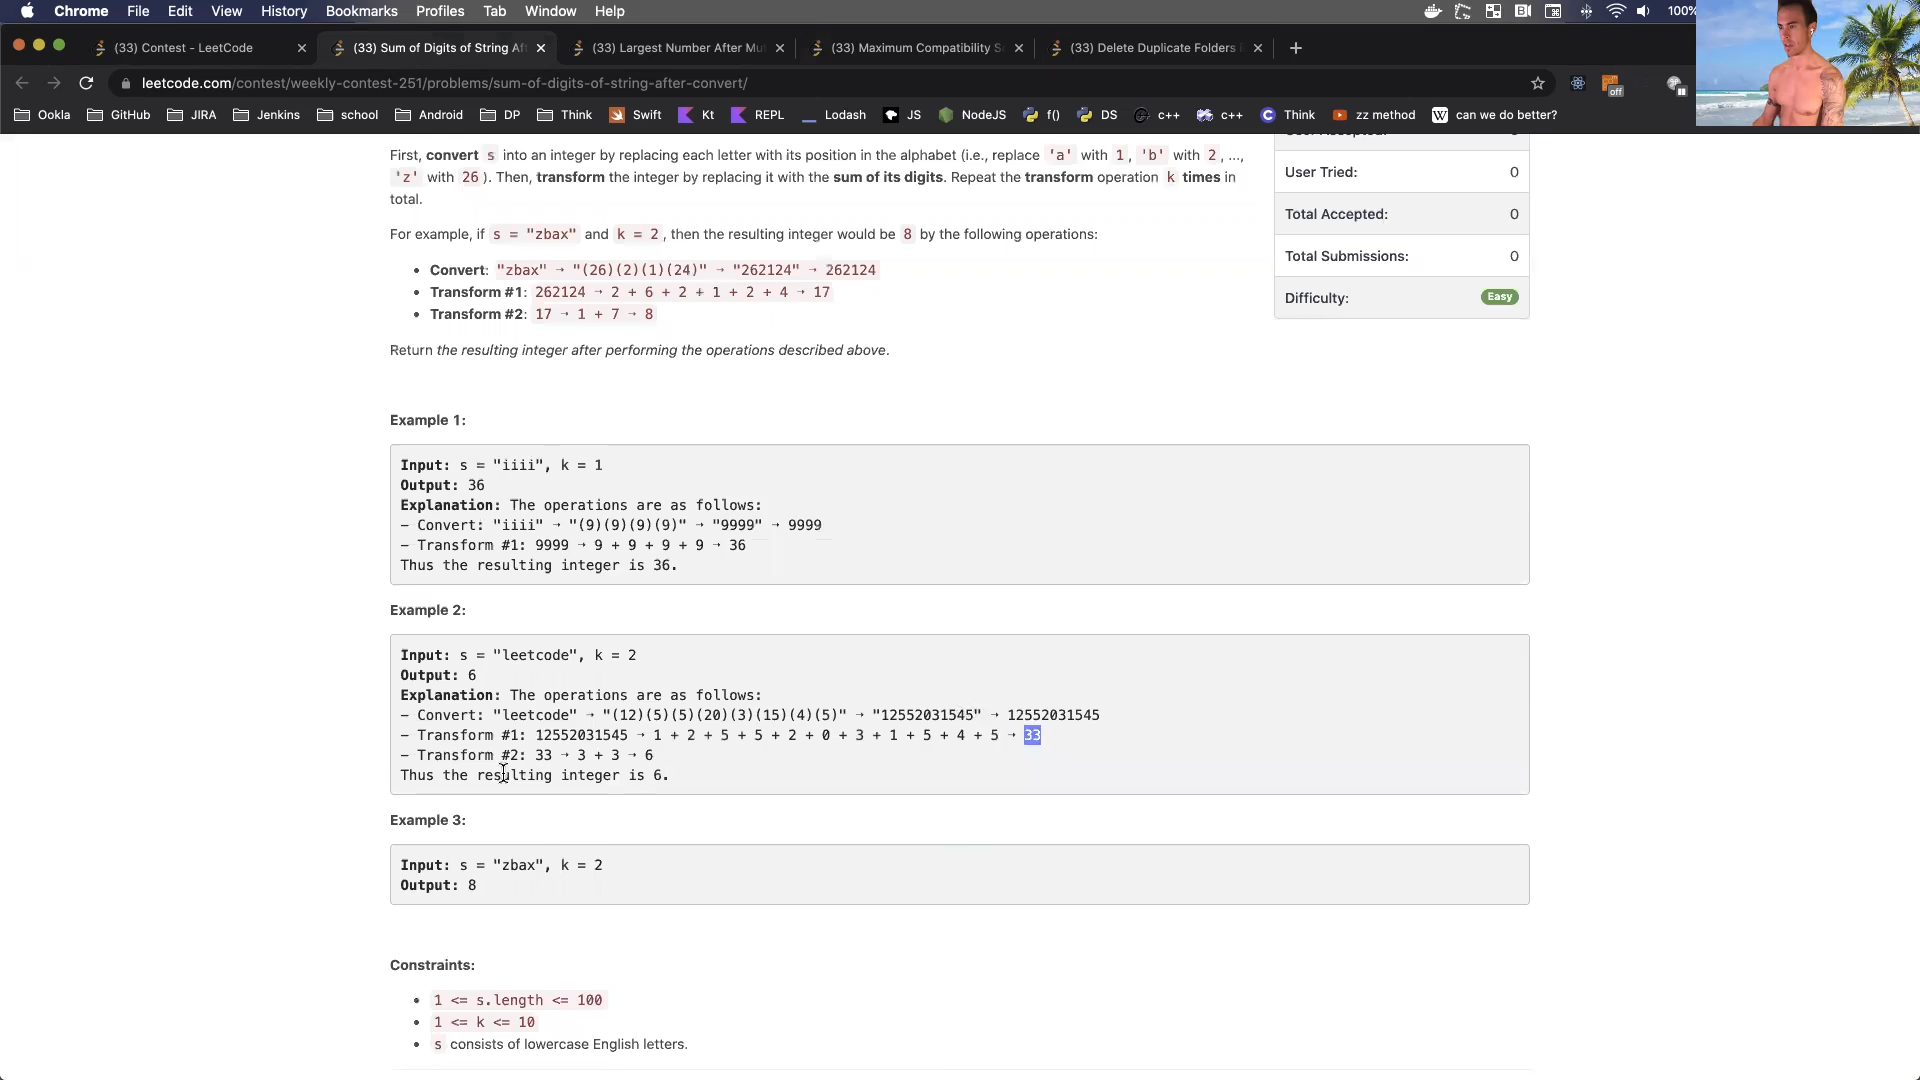 Chrome File Edit View History Bookmarks Profiles Tab Window Help 100%
(33) Contest - LeetCode
(33) Sum of Digits of String Af
(33) Largest Number After Mu
(33) Maximum Compatibility S
(33) Delete Duplicate Folders
leetcode.com/contest/weekly-contest-251/problems/sum-of-digits-of-string-after-convert/
off
Ookla GitHub JIRA Jenkins school Android DP Think Swift Kt REPL Lodash JS NodeJS f() DS c++ c++ Think zz method can we do better?
First, convert s into an integer by replacing each letter with its position in the alphabet (i.e., replace 'a' with 1, 'b' with 2, ...,
'z' with 26). Then, transform the integer by replacing it with the sum of its digits. Repeat the transform operation k times in
total.
For example, if s = "zbax" and k = 2, then the resulting integer would be 8 by the following operations:
• Convert: "zbax" → "(26)(2)(1)(24)" → "262124" → 262124
• Transform #1: 262124 → 2 + 6 + 2 + 1 + 2 + 4 → 17
• Transform #2: 17 → 1 + 7 → 8
Return the resulting integer after performing the operations described above.
User Tried: 0
Total Accepted: 0
Total Submissions: 0
Difficulty: Easy
Example 1:
Input: s = "iiii", k = 1
Output: 36
Explanation: The operations are as follows:
- Convert: "iiii" → "(9)(9)(9)(9)" → "9999" → 9999
- Transform #1: 9999 → 9 + 9 + 9 + 9 → 36
Thus the resulting integer is 36.
Example 2:
Input: s = "leetcode", k = 2
Output: 6
Explanation: The operations are as follows:
- Convert: "leetcode" → "(12)(5)(5)(20)(3)(15)(4)(5)" → "12552031545" → 12552031545
- Transform #1: 12552031545 → 1 + 2 + 5 + 5 + 2 + 0 + 3 + 1 + 5 + 4 + 5 → 33
- Transform #2: 33 → 3 + 3 → 6
Thus the resulting integer is 6.
Example 3:
Input: s = "zbax", k = 2
Output: 8
Constraints:
• 1 <= s.length <= 100
• 1 <= k <= 10
• s consists of lowercase English letters.